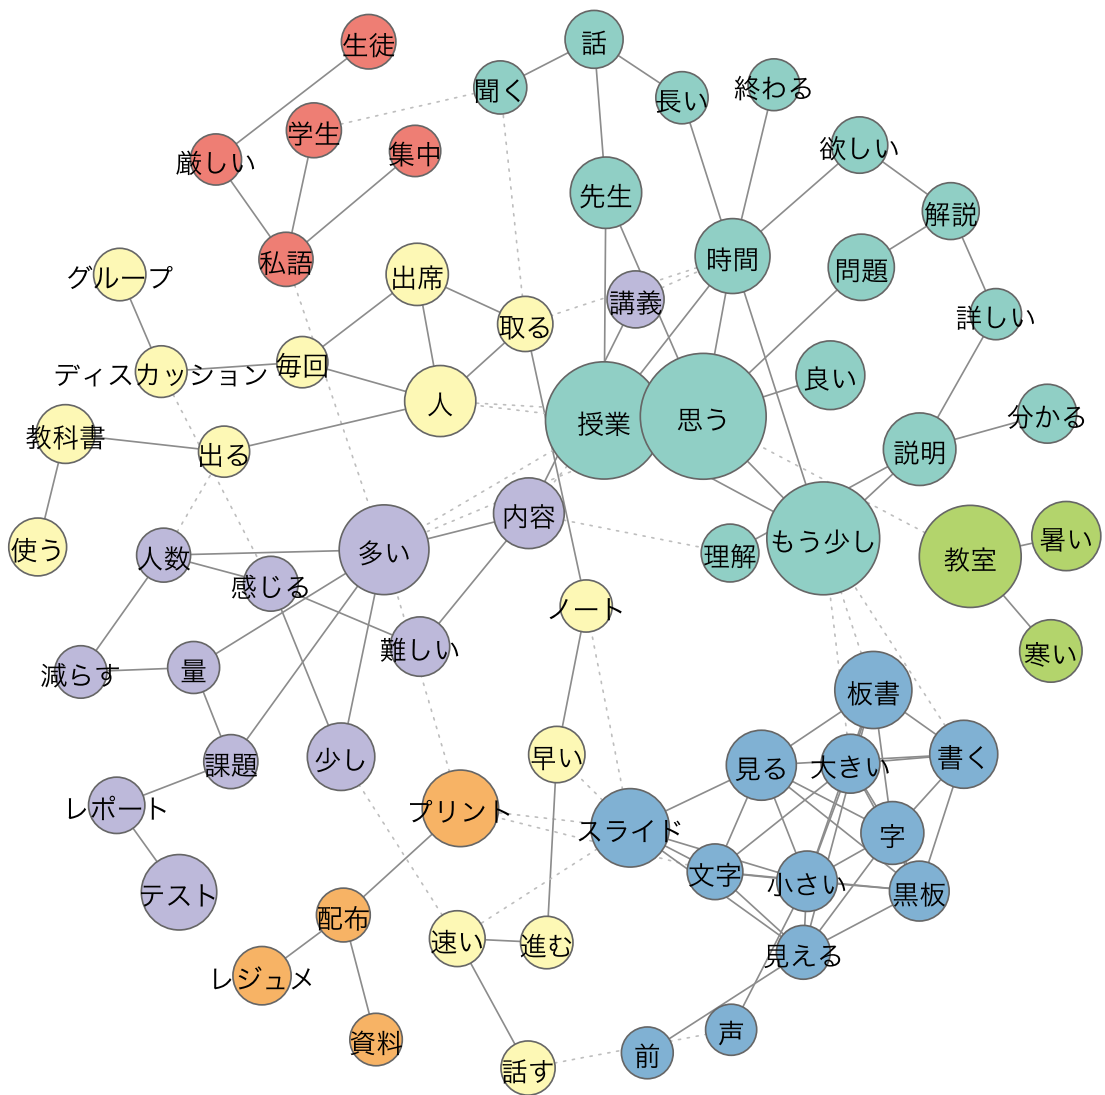 生徒
話
聞く
長い
終わる
学生
集中
厳しい
欲しい
先生
解説
私語
時間
問題
グループ
出席
講義
取る
詳しい
毎回
ディスカッション
良い
人
授業
思う
分かる
教科書
出る
説明
内容
もう少し
暑い
使う
人数
多い
理解
教室
感じる
ノート
難しい
寒い
減らす
量
板書
課題
少し
早い
見る
大きい
書く
レポート
プリント
スライド
字
テスト
文字
小さい
黒板
配布
速い
進む
見える
レジュメ
資料
声
前
話す